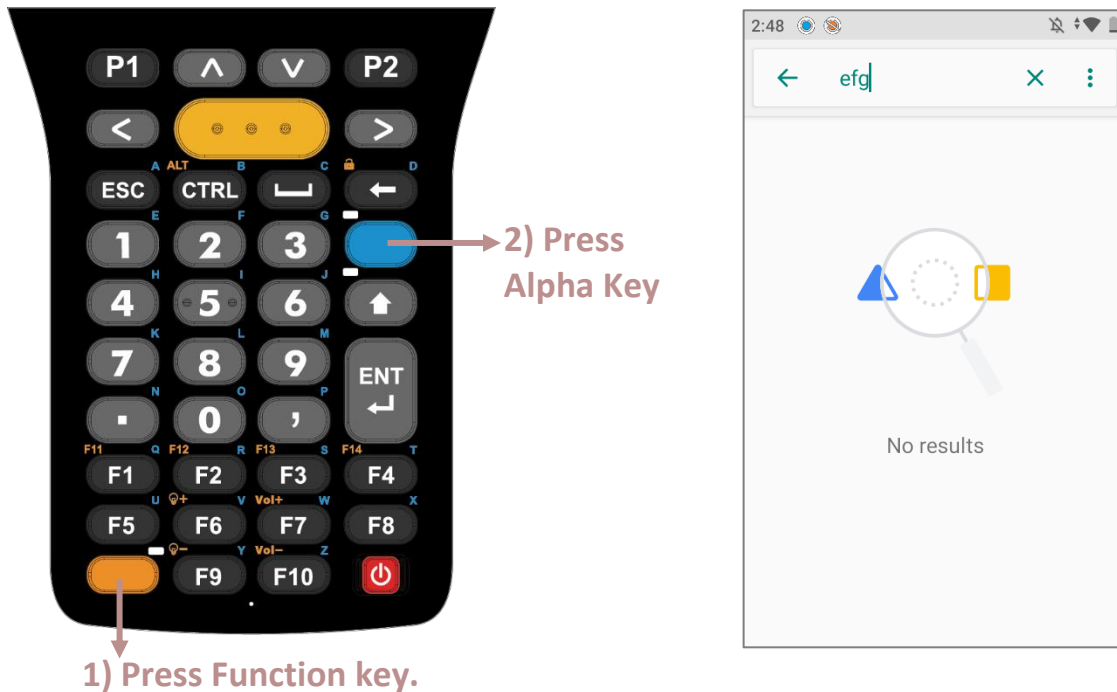 P1 ∧ ∨ P2
< >
A ALT B C D
ESC CTRL
E F G
1 2 3
H I J
4 5 6
K L M
7 8 9 ENT
N O P
. 0 ,
F11 Q F12 R F13 S F14 T
F1 F2 F3 F4
U + V Vol+ W X
F5 F6 F7 F8
- Y Vol- Z
F9 F10
2) Press
Alpha Key
1) Press Function key.
2:48
efg
No results